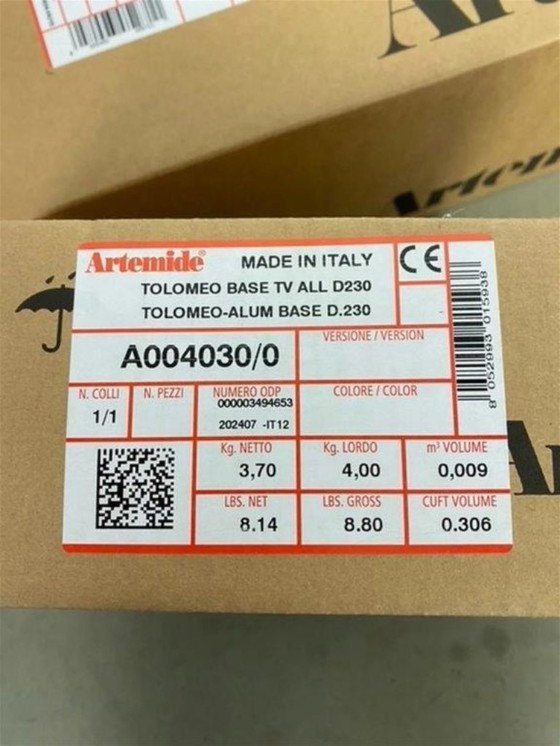 Artemide® MADE IN ITALY CE
TOLOMEO BASE TV ALL D230
TOLOMEO-ALUM BASE D.230
A004030/0
VERSIONE / VERSION
N. COLLI
1/1
N. PEZZI
NUMERO ODP
000003494653
202407 -IT12
COLORE / COLOR
8 052993 015938
Kg. NETTO
3,70
Kg. LORDO
4,00
m³ VOLUME
0,009
LBS. NET
8.14
LBS. GROSS
8.80
CUFT VOLUME
0.306